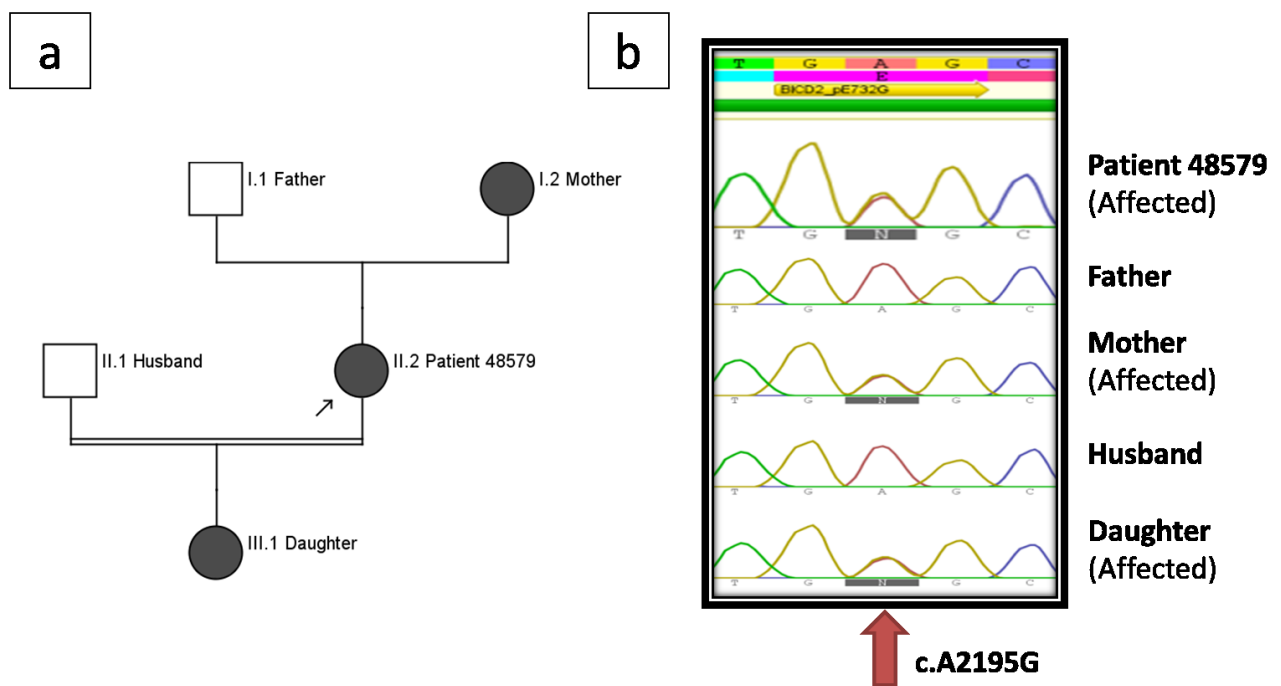 a
b
I.1 Father
I.2 Mother
II.1 Husband
II.2 Patient 48579
III.1 Daughter
T G A G C
E
BICD2_pE732G
T G N G C
Patient 48579
(Affected)
T G A G C
Father
T G N G C
Mother
(Affected)
T G A G C
Husband
T G N G C
Daughter
(Affected)
c.A2195G